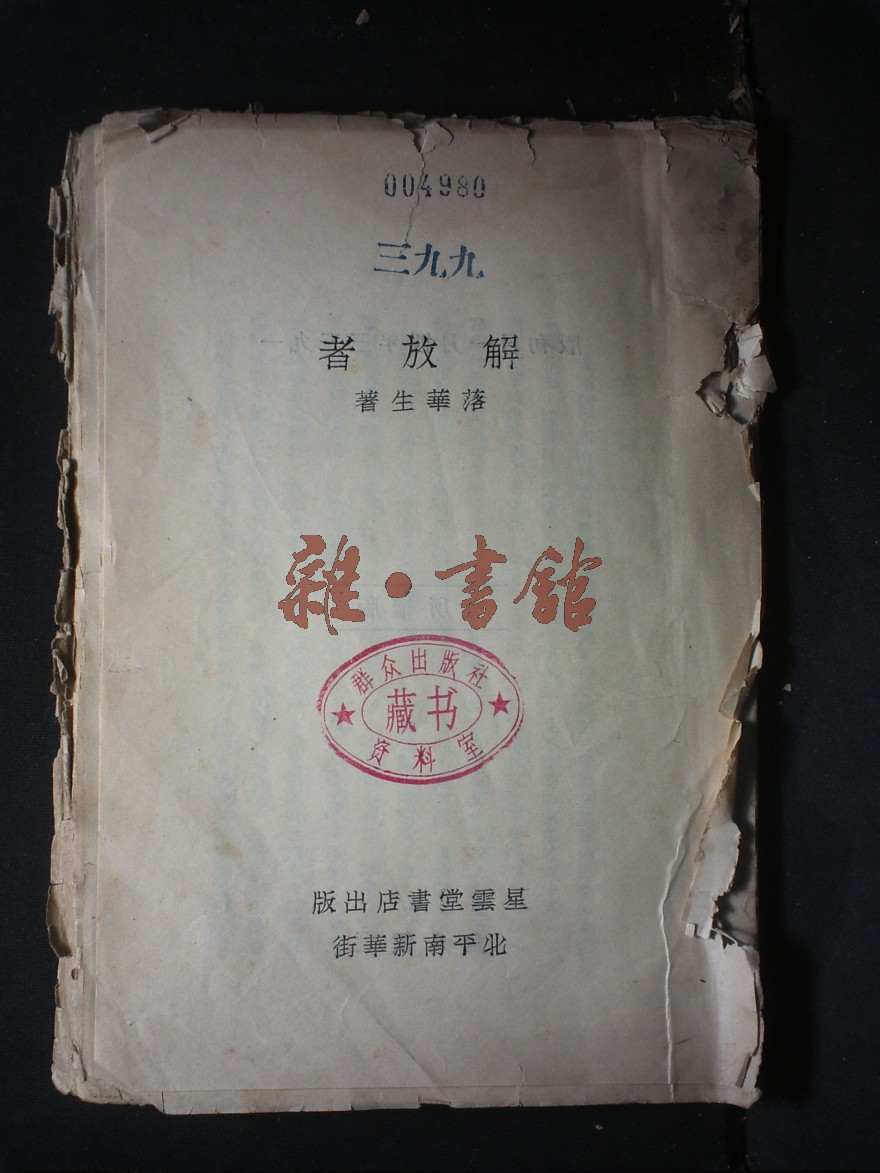 004980
三九九
解放者
落華生著
雜·書館
群众出版社
藏书
资料室
星雲堂書店出版
北平南新華街